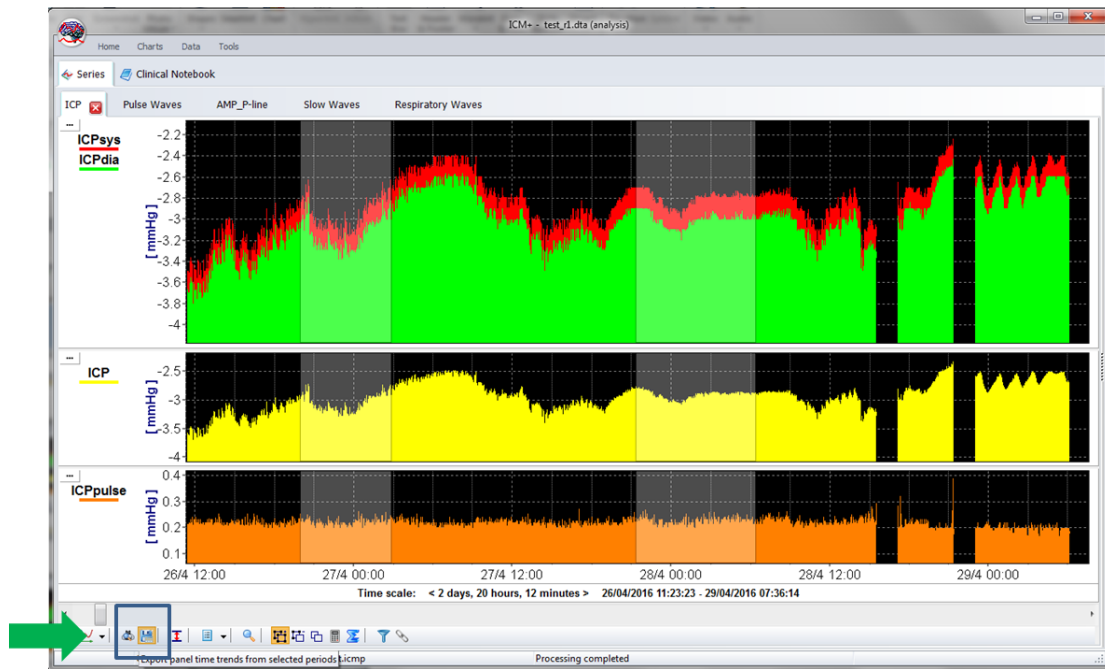 ICM+ - test_r1.dta (analysis)
Home Charts Data Tools
Series Clinical Notebook
ICP Pulse Waves AMP_P-line Slow Waves Respiratory Waves
ICPsys
ICPdia
[ mmHg ]
-2.2
-2.4
-2.6
-2.8
-3
-3.2
-3.4
-3.6
-3.8
-4
ICP
[ mmHg ]
-2.5
-3
-3.5
-4
ICPpulse
[ mmHg ]
0.4
0.3
0.2
0.1
26/4 12:00 27/4 00:00 27/4 12:00 28/4 00:00 28/4 12:00 29/4 00:00
Time scale: < 2 days, 20 hours, 12 minutes > 26/04/2016 11:23:23 - 29/04/2016 07:36:14
Export panel time trends from selected periods t.icmp Processing completed